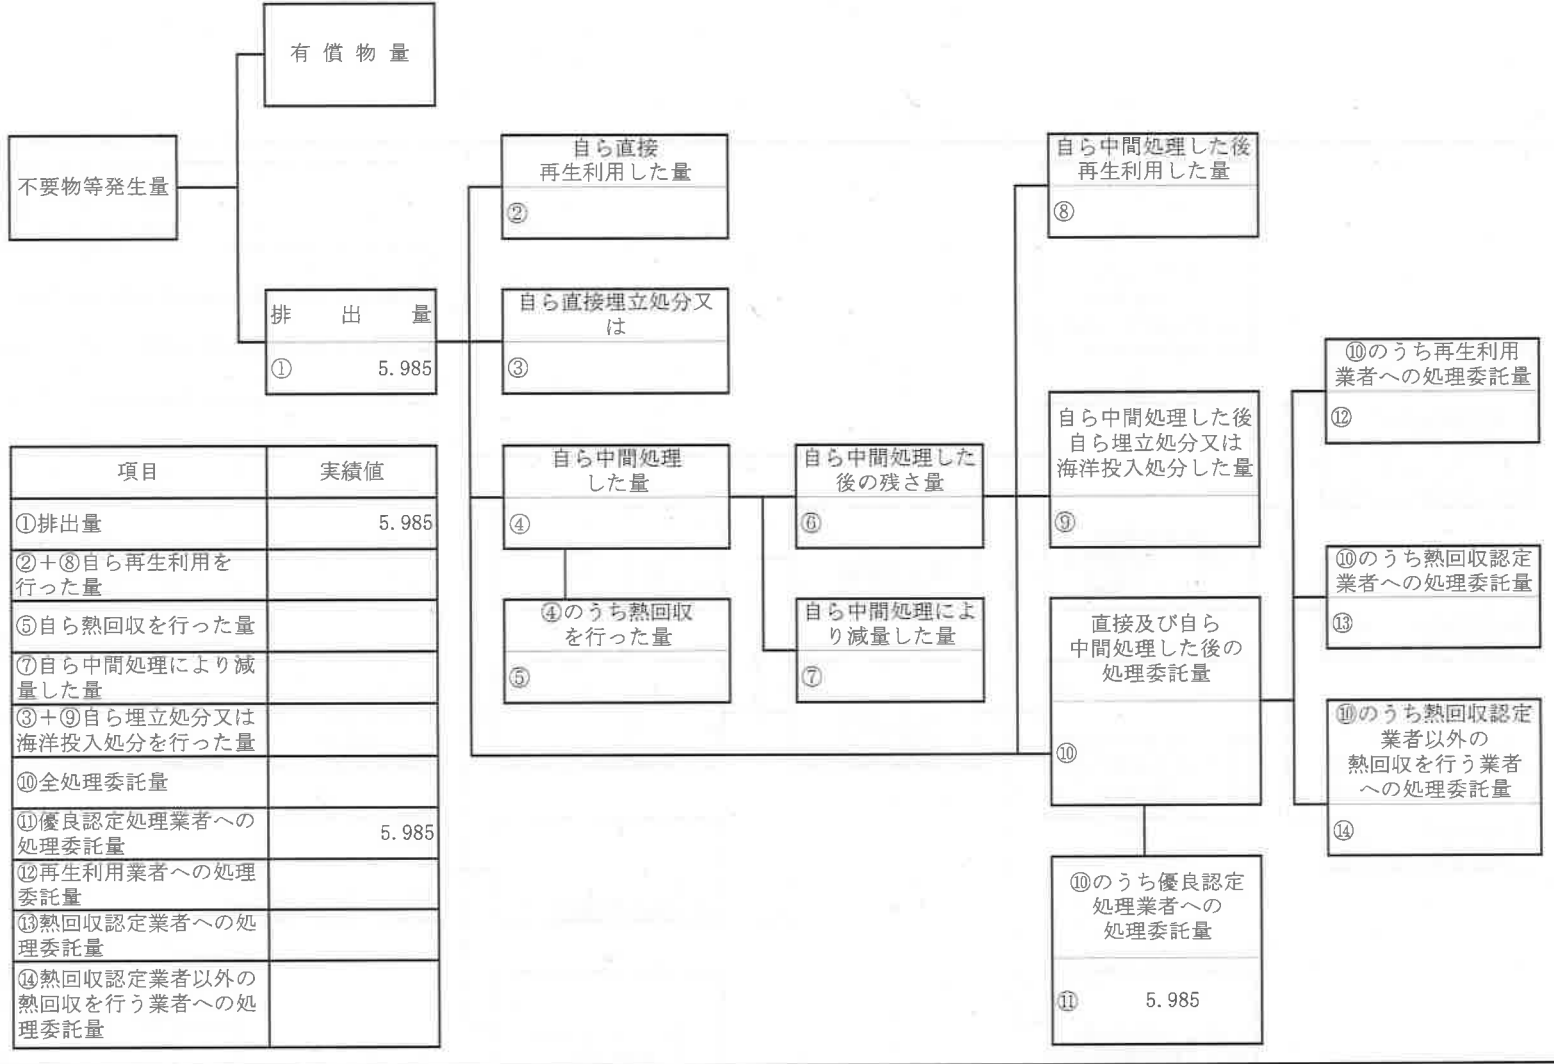 有償物量
不要物等発生量
排出量
① 5.985
自ら直接
再生利用した量
②
自ら直接埋立処分又
は
③
自ら中間処理
した量
④
④のうち熱回収
を行った量
⑤
自ら中間処理した
後の残さ量
⑥
自ら中間処理によ
り減量した量
⑦
自ら中間処理した後
再生利用した量
⑧
自ら中間処理した後
自ら埋立処分又は
海洋投入処分した量
⑨
直接及び自ら
中間処理した後の
処理委託量
⑩
⑩のうち優良認定
処理業者への
処理委託量
⑪ 5.985
⑩のうち再生利用
業者への処理委託量
⑫
⑩のうち熱回収認定
業者への処理委託量
⑬
⑩のうち熱回収認定
業者以外の
熱回収を行う業者
への処理委託量
⑭
項目 実績値
①排出量 5.985
②＋⑧自ら再生利用を
行った量
⑤自ら熱回収を行った量
⑦自ら中間処理により減
量した量
③＋⑨自ら埋立処分又は
海洋投入処分を行った量
⑩全処理委託量
⑪優良認定処理業者への
処理委託量 5.985
⑫再生利用業者への処理
委託量
⑬熱回収認定業者への処
理委託量
⑭熱回収認定業者以外の
熱回収を行う業者への処
理委託量